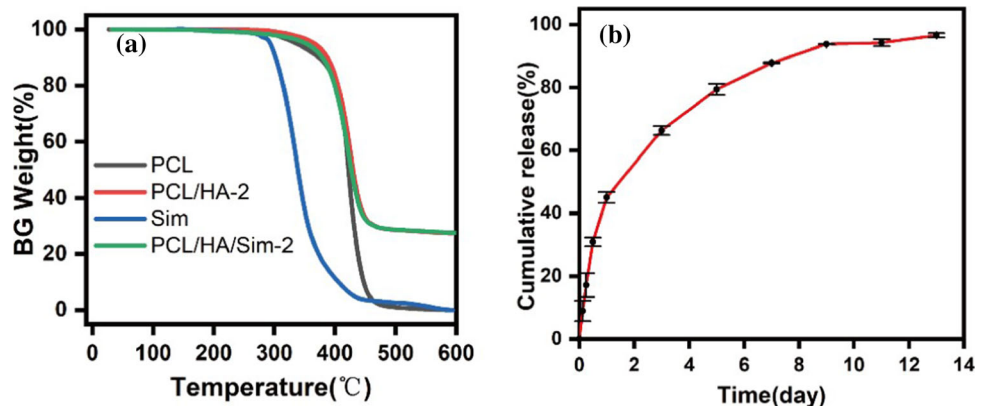 (a)
BG Weight(%)
100
80
60
40
20
0
PCL
PCL/HA-2
Sim
PCL/HA/Sim-2
0 100 200 300 400 500 600
Temperature(℃)
(b)
Cumulative release(%)
100
80
60
40
20
0
0 2 4 6 8 10 12 14
Time(day)